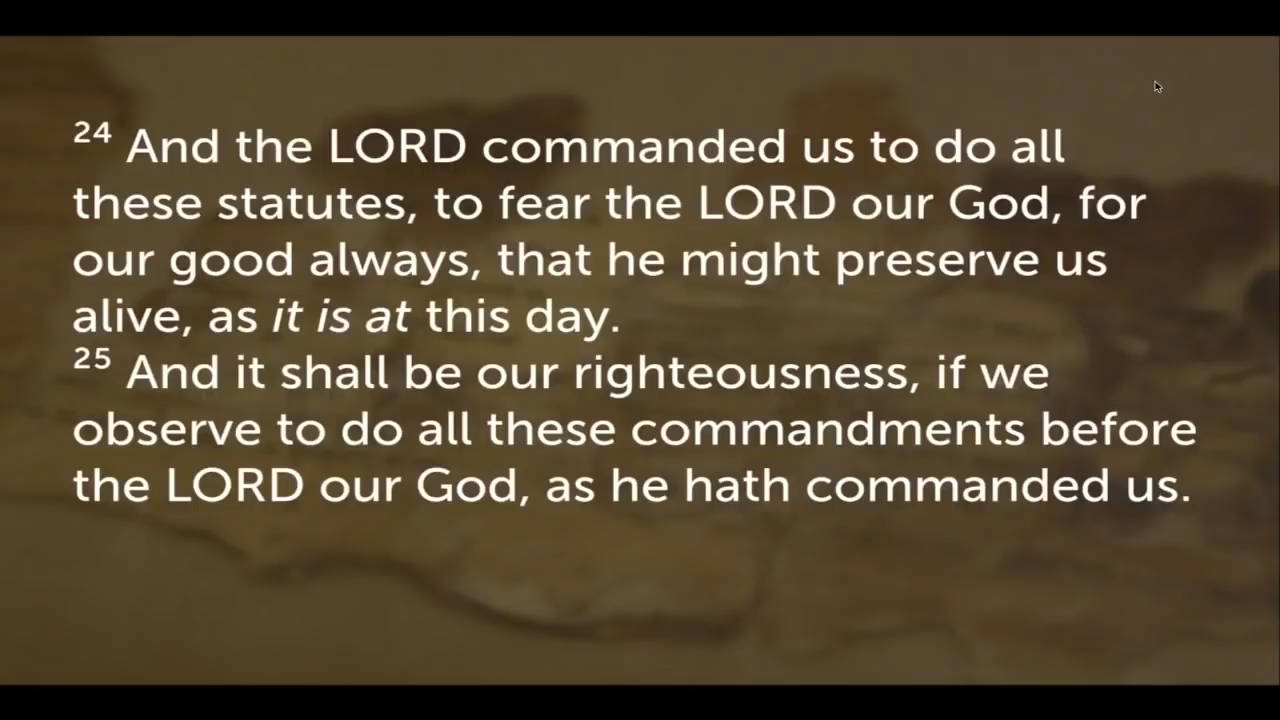 24 And the LORD commanded us to do all
these statutes, to fear the LORD our God, for
our good always, that he might preserve us
alive, as it is at this day.
25 And it shall be our righteousness, if we
observe to do all these commandments before
the LORD our God, as he hath commanded us.